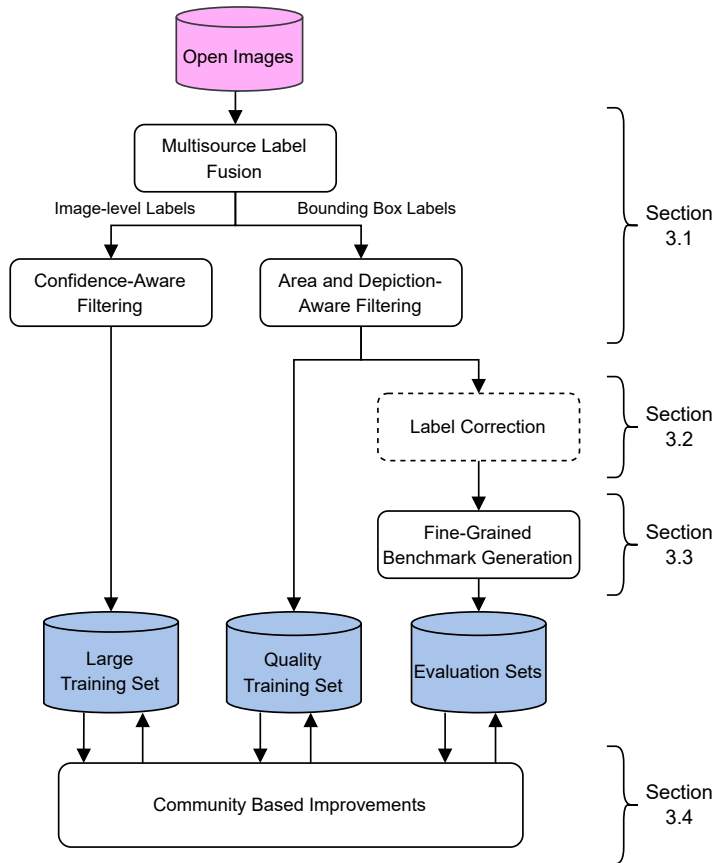 Open Images
Multisource Label
Fusion
Image-level Labels
Bounding Box Labels
Section
3.1
Confidence-Aware
Filtering
Area and Depiction-
Aware Filtering
Label Correction
Section
3.2
Fine-Grained
Benchmark Generation
Section
3.3
Large
Training Set
Quality
Training Set
Evaluation Sets
Community Based Improvements
Section
3.4